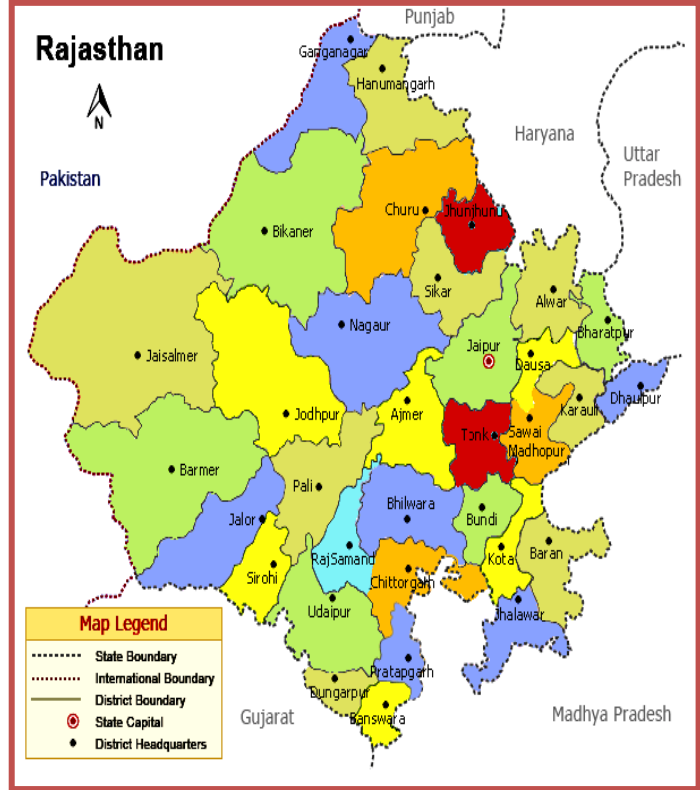 Punjab
Rajasthan
Ganganagar
Hanumangarh
N
Haryana
Uttar
Pradesh
Pakistan
Churu
Jhunjhunu
Bikaner
Sikar
Alwar
Nagaur
Bharatpur
Jaipur
Jaisalmer
Dausa
Dhaulpur
Jodhpur
Ajmer
Karauli
Tonk
Sawai
Madhopur
Barmer
Pali
Bhilwara
Jalor
Bundi
RajSamand
Kota
Baran
Sirohi
Chittorgarh
Udaipur
Jhalawar
Map Legend
State Boundary
International Boundary
District Boundary
State Capital
District Headquarters
Pratapgarh
Dungarpur
Banswara
Gujarat
Madhya Pradesh